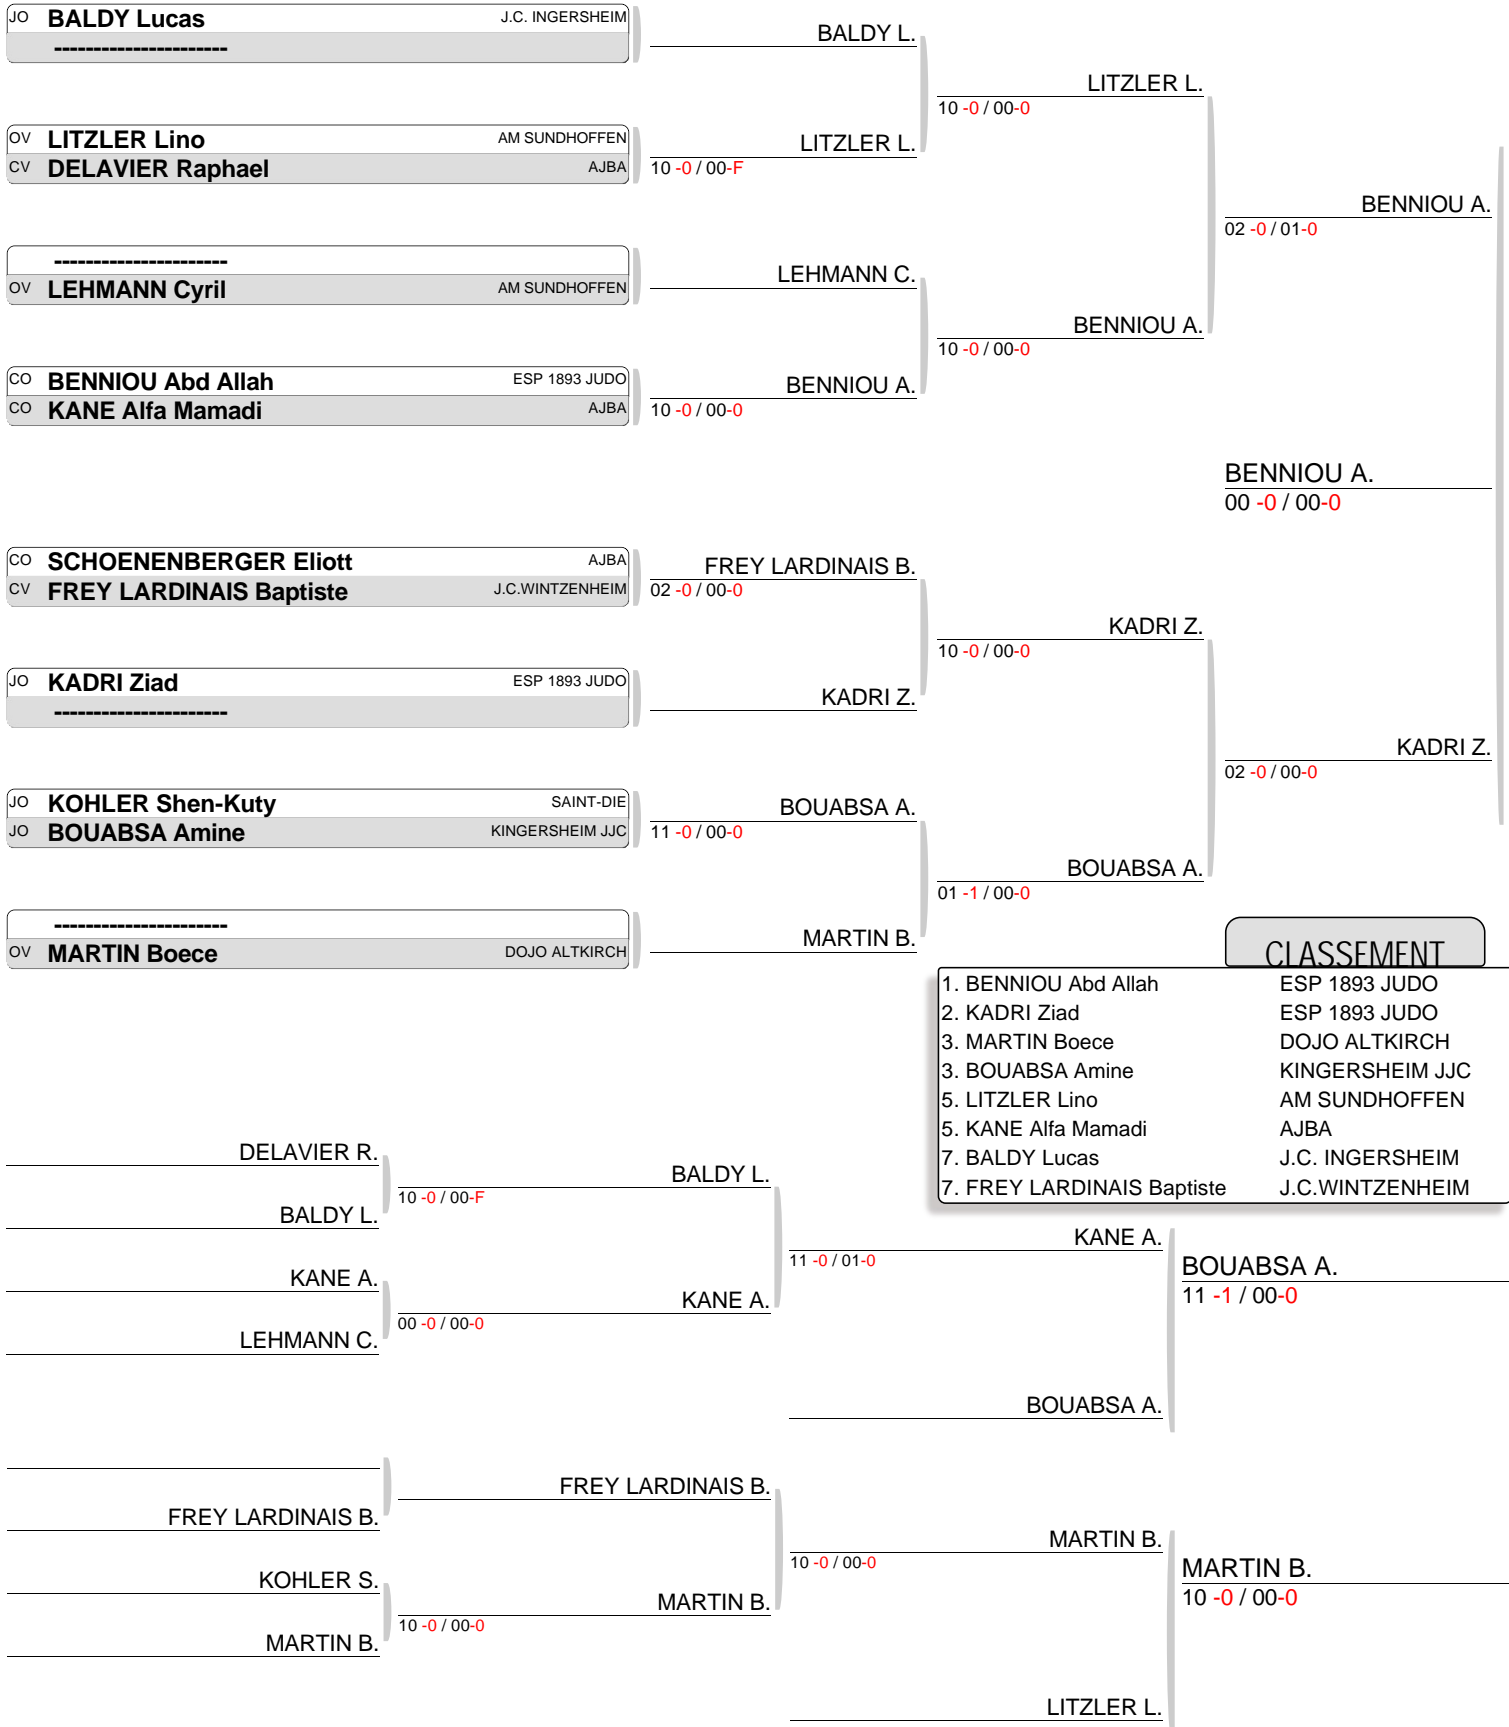 JO BALDY Lucas J.C. INGERSHEIM
----------------------
BALDY L.
LITZLER L.
10 -0 / 00-0
OV LITZLER Lino AM SUNDHOFFEN
CV DELAVIER Raphael AJBA
LITZLER L.
10 -0 / 00-F
BENNIOU A.
02 -0 / 01-0
----------------------
OV LEHMANN Cyril AM SUNDHOFFEN
LEHMANN C.
BENNIOU A.
10 -0 / 00-0
CO BENNIOU Abd Allah ESP 1893 JUDO
CO KANE Alfa Mamadi AJBA
BENNIOU A.
10 -0 / 00-0
BENNIOU A.
00 -0 / 00-0
CO SCHOENENBERGER Eliott AJBA
CV FREY LARDINAIS Baptiste J.C.WINTZENHEIM
FREY LARDINAIS B.
02 -0 / 00-0
KADRI Z.
10 -0 / 00-0
JO KADRI Ziad ESP 1893 JUDO
----------------------
KADRI Z.
KADRI Z.
02 -0 / 00-0
JO KOHLER Shen-Kuty SAINT-DIE
JO BOUABSA Amine KINGERSHEIM JJC
BOUABSA A.
11 -0 / 00-0
BOUABSA A.
01 -1 / 00-0
----------------------
OV MARTIN Boece DOJO ALTKIRCH
MARTIN B.
CLASSEMENT
1. BENNIOU Abd Allah ESP 1893 JUDO
2. KADRI Ziad ESP 1893 JUDO
3. MARTIN Boece DOJO ALTKIRCH
3. BOUABSA Amine KINGERSHEIM JJC
5. LITZLER Lino AM SUNDHOFFEN
5. KANE Alfa Mamadi AJBA
7. BALDY Lucas J.C. INGERSHEIM
7. FREY LARDINAIS Baptiste J.C.WINTZENHEIM
DELAVIER R.
BALDY L.
10 -0 / 00-F
BALDY L.
KANE A.
11 -0 / 01-0
BOUABSA A.
11 -1 / 00-0
KANE A.
KANE A.
00 -0 / 00-0
LEHMANN C.
BOUABSA A.
FREY LARDINAIS B.
FREY LARDINAIS B.
MARTIN B.
10 -0 / 00-0
MARTIN B.
10 -0 / 00-0
KOHLER S.
MARTIN B.
10 -0 / 00-0
MARTIN B.
LITZLER L.